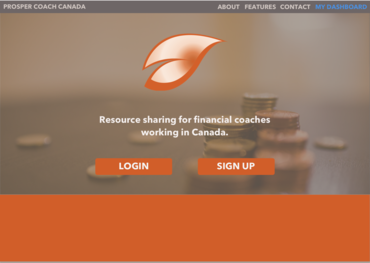 PROSPER COACH CANADA
ABOUT FEATURES CONTACT MY DASHBOARD
Resource sharing for financial coaches
working in Canada.
LOGIN SIGN UP